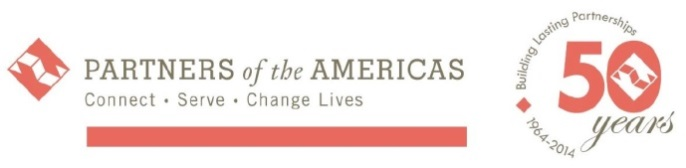 PARTNERS of the AMERICAS
Connect • Serve • Change Lives
Building Lasting Partnerships
50
years
1964-2014